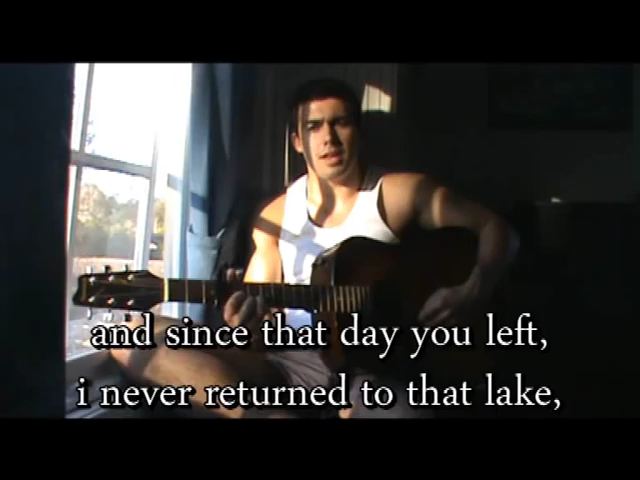 and since that day you left,
i never returned to that lake,